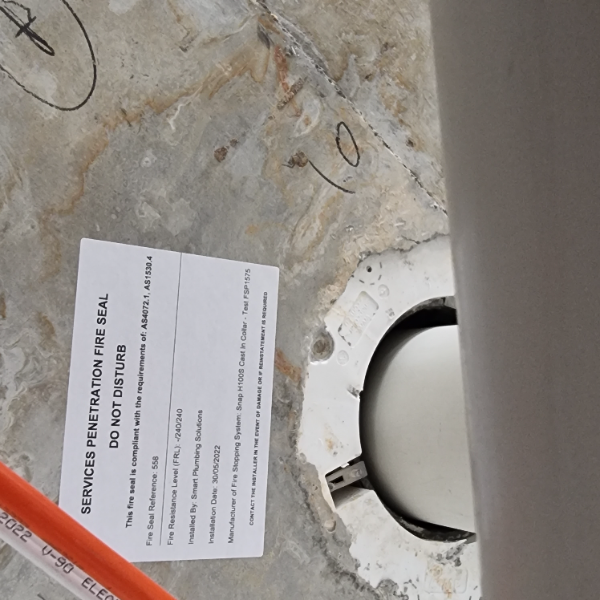 SERVICES PENETRATION FIRE SEAL
DO NOT DISTURB
This fire seal is compliant with the requirements of: AS4072.1, AS1530.4
Fire Seal Reference: 558
Fire Resistance Level (FRL): -/240/240
Installed By: Smart Plumbing Solutions
Installation Date: 30/05/2022
Manufacturer of Fire Stopping System: Snap H100S Cast In Collar - Test FSP1575
CONTACT THE INSTALLER IN THE EVENT OF DAMAGE OR IF REINSTATEMENT IS REQUIRED
2022 V-90 ELEC